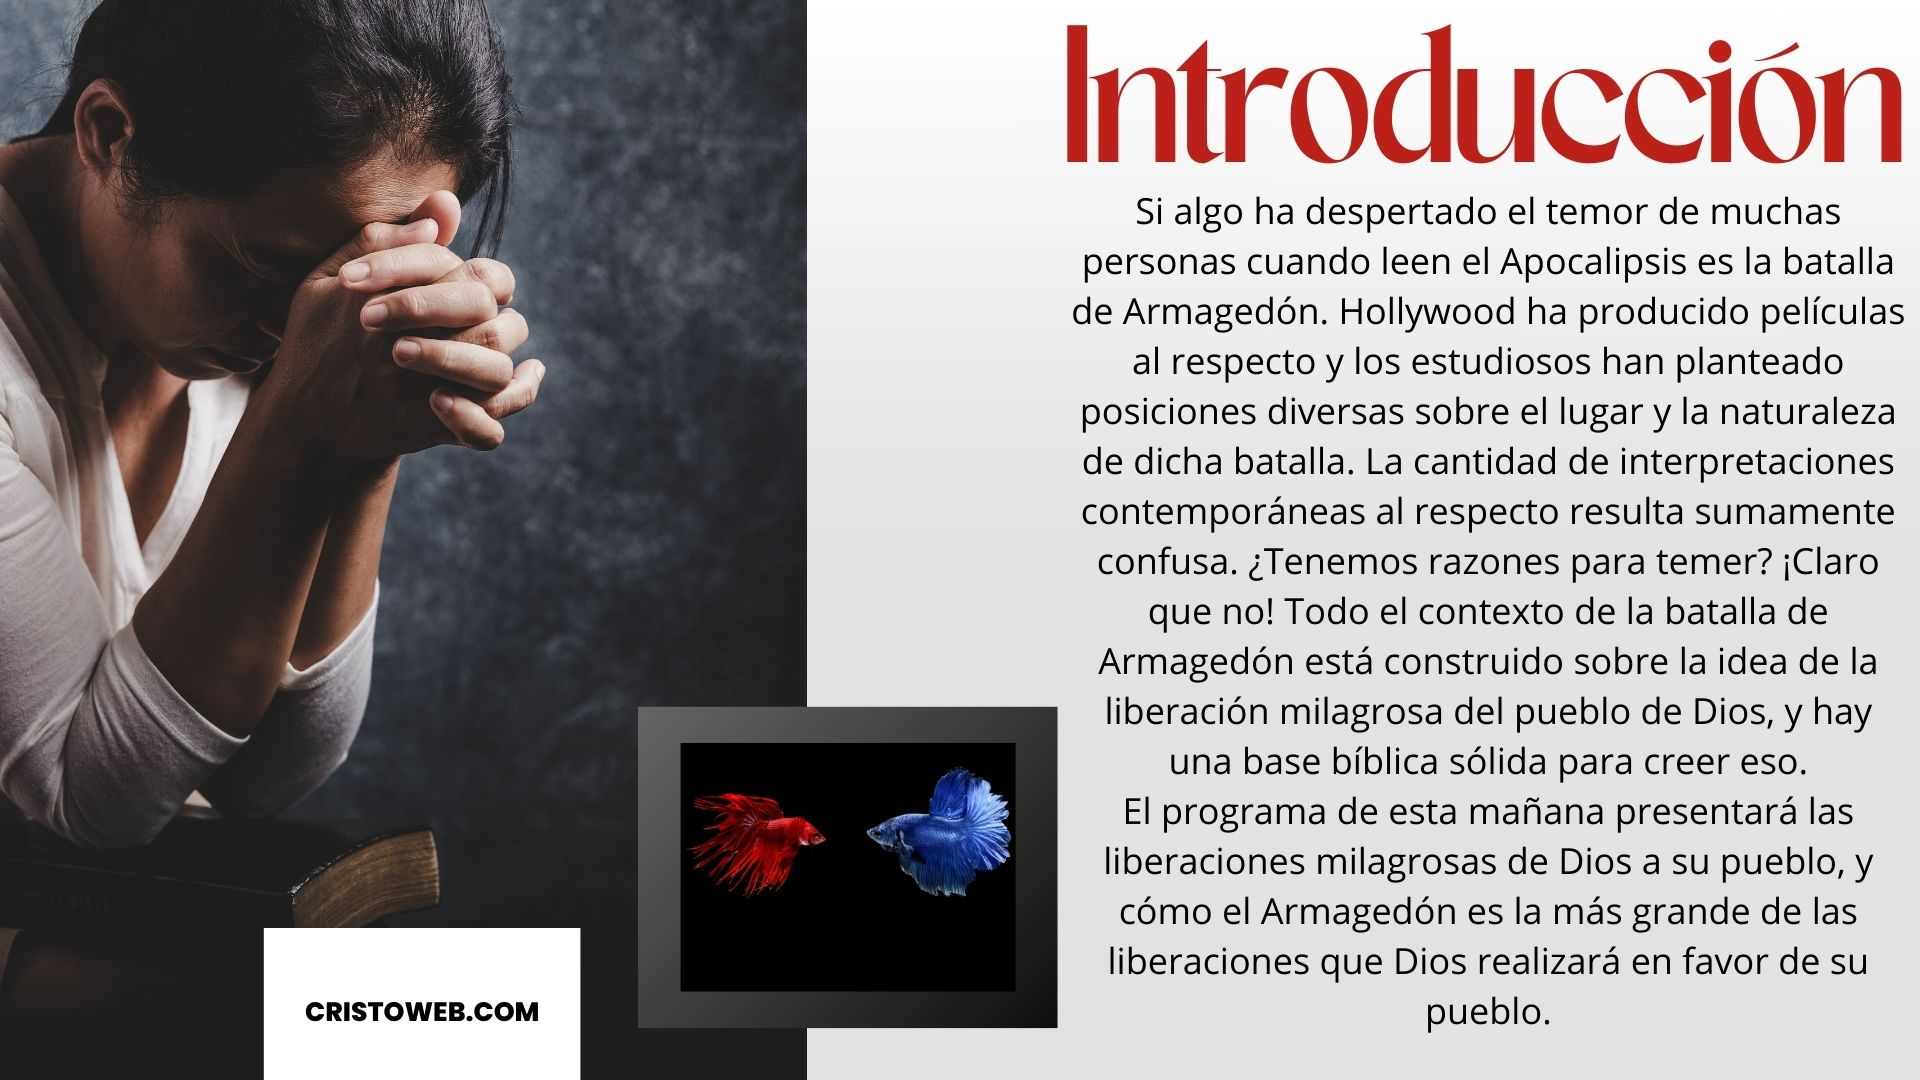 Introducción
Si algo ha despertado el temor de muchas
personas cuando leen el Apocalipsis es la batalla
de Armagedón. Hollywood ha producido películas
al respecto y los estudiosos han planteado
posiciones diversas sobre el lugar y la naturaleza
de dicha batalla. La cantidad de interpretaciones
contemporáneas al respecto resulta sumamente
confusa. ¿Tenemos razones para temer? ¡Claro
que no! Todo el contexto de la batalla de
Armagedón está construido sobre la idea de la
liberación milagrosa del pueblo de Dios, y hay
una base bíblica sólida para creer eso.
El programa de esta mañana presentará las
liberaciones milagrosas de Dios a su pueblo, y
cómo el Armagedón es la más grande de las
liberaciones que Dios realizará en favor de su
pueblo.
HOLY BIBLE
CRISTOWEB.COM